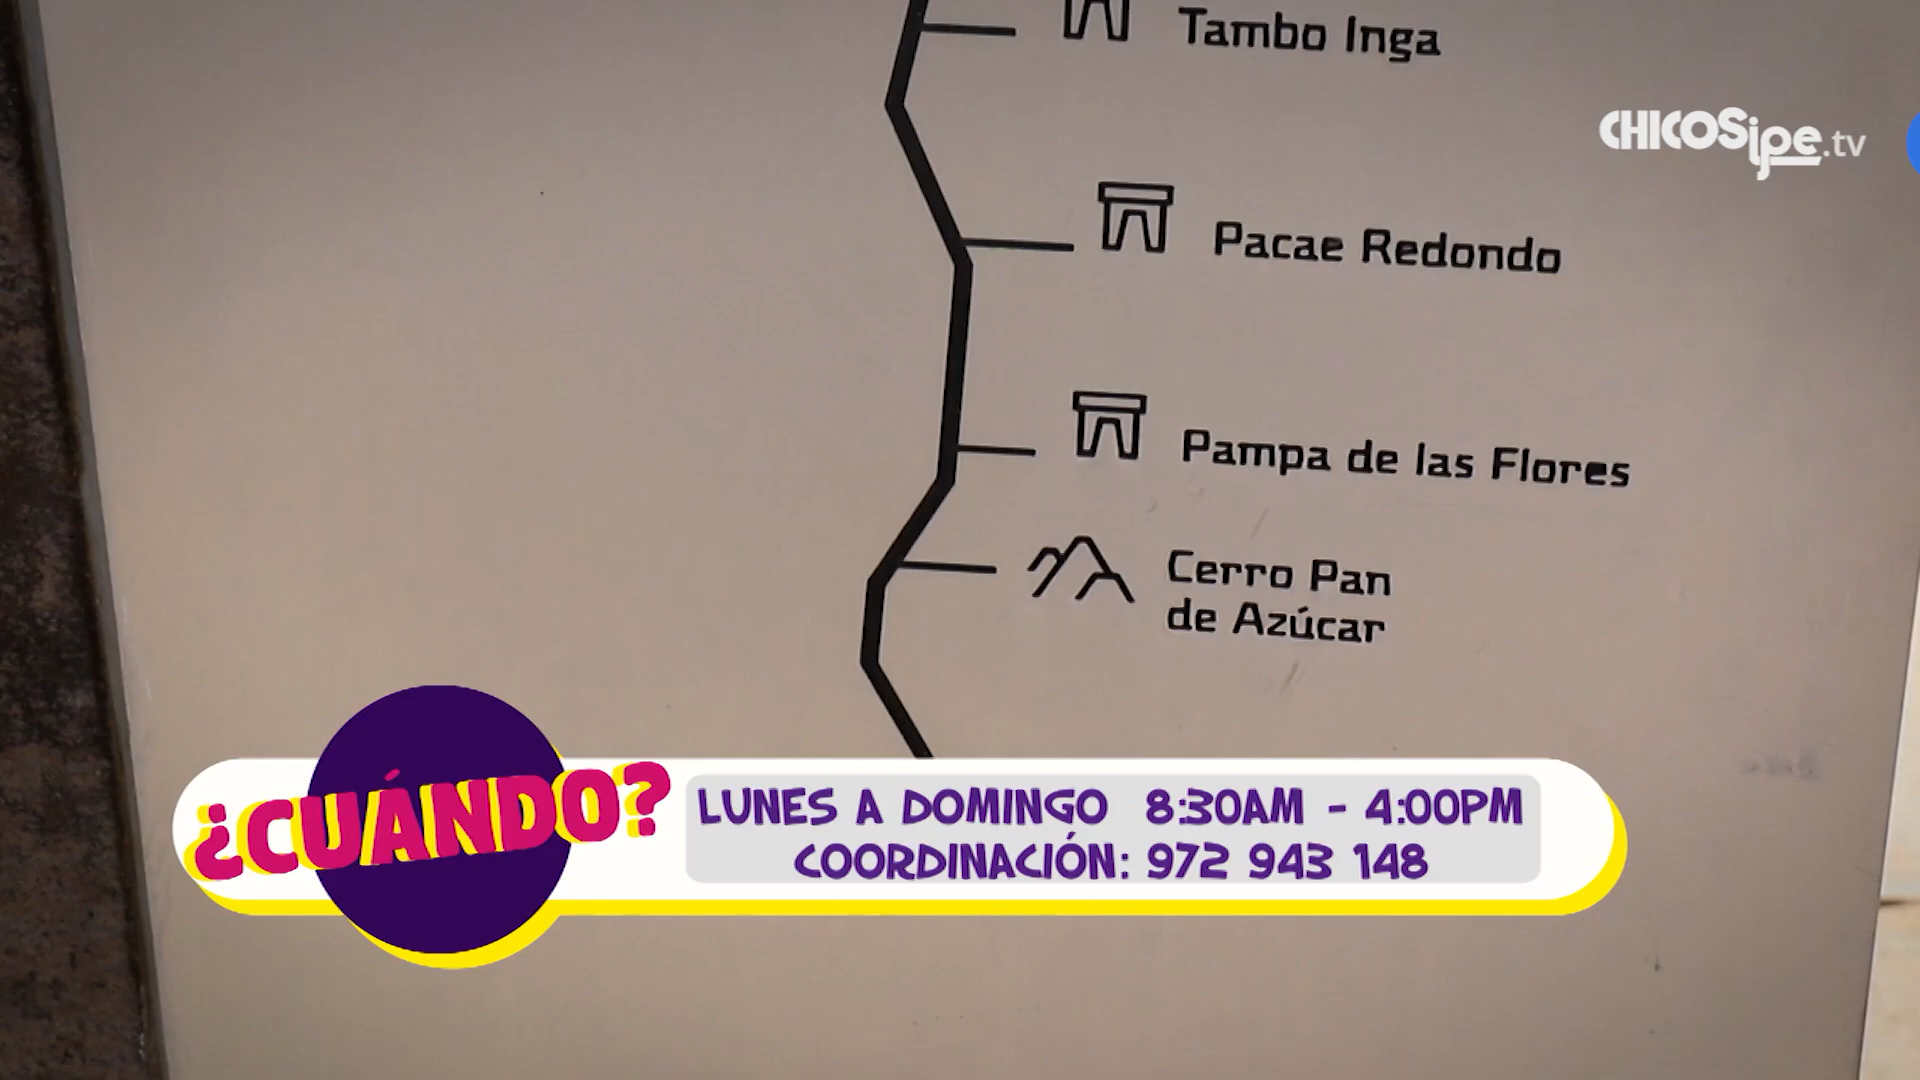 Tambo Inga
CHICOSipe.tv
Pacae Redondo
Pampa de las Flores
Cerro Pan
de Azúcar
¿CUÁNDO?
LUNES A DOMINGO 8:30AM - 4:00PM
COORDINACIÓN: 972 943 148